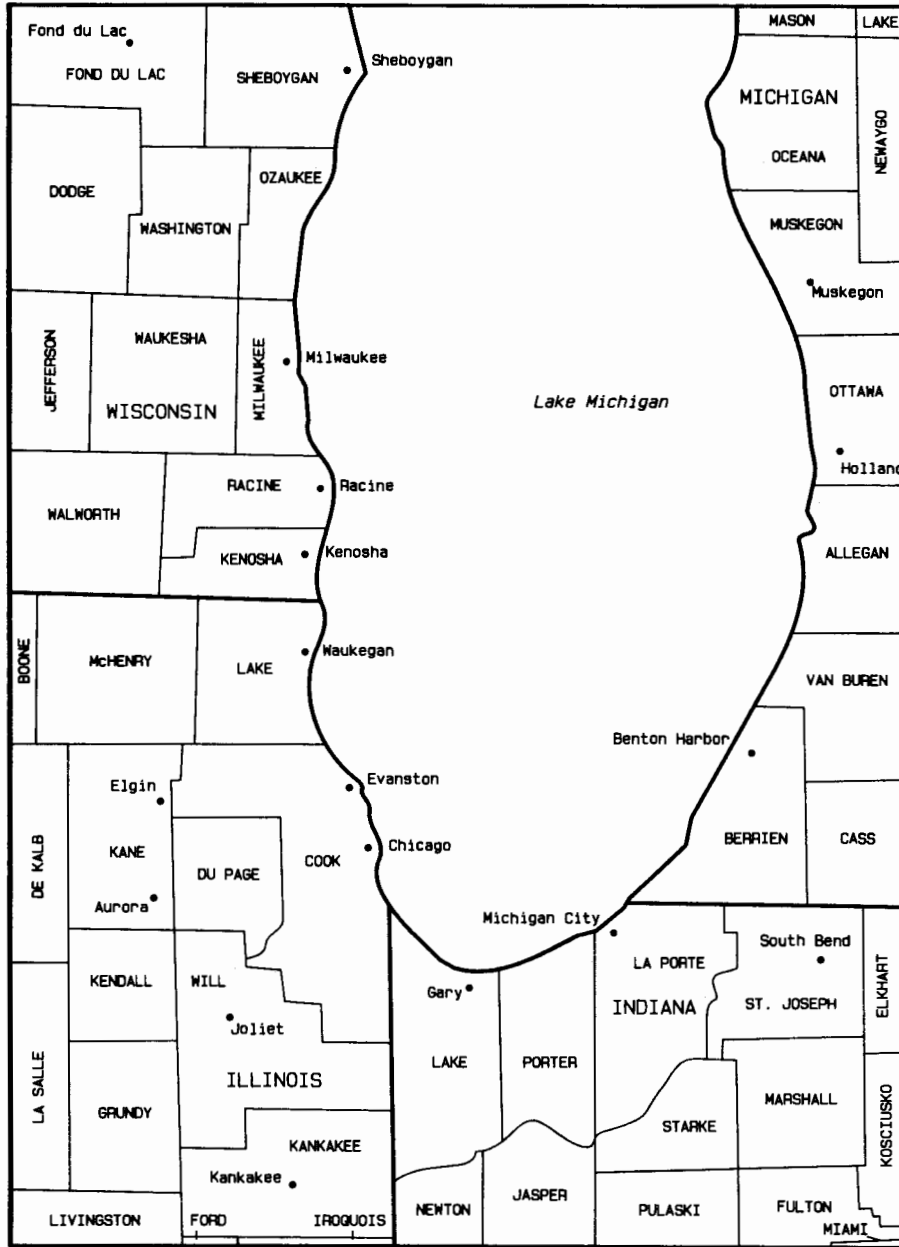 MASON
LAKE
Fond du Lac
FOND DU LAC
SHEBOYGAN
Sheboygan
MICHIGAN
OCEANA
NEWAYGO
DODGE
OZAUKEE
WASHINGTON
MUSKEGON
Muskegon
JEFFERSON
WAUKESHA
WISCONSIN
MILWAUKEE
Milwaukee
Lake Michigan
OTTAWA
Holland
RACINE
Racine
WALWORTH
KENOSHA
Kenosha
ALLEGAN
BOONE
McHENRY
LAKE
Waukegan
VAN BUREN
Benton Harbor
Elgin
Evanston
DE KALB
KANE
DU PAGE
COOK
Chicago
BERRIEN
CASS
Aurora
Michigan City
South Bend
KENDALL
WILL
LA PORTE
Gary
INDIANA
ST. JOSEPH
ELKHART
Joliet
LA SALLE
ILLINOIS
LAKE
PORTER
GRUNDY
MARSHALL
STARKE
KOSCIUSKO
KANKAKEE
Kankakee
NEWTON
JASPER
PULASKI
FULTON
LIVINGSTON
FORD
IROQUOIS
MIAMI